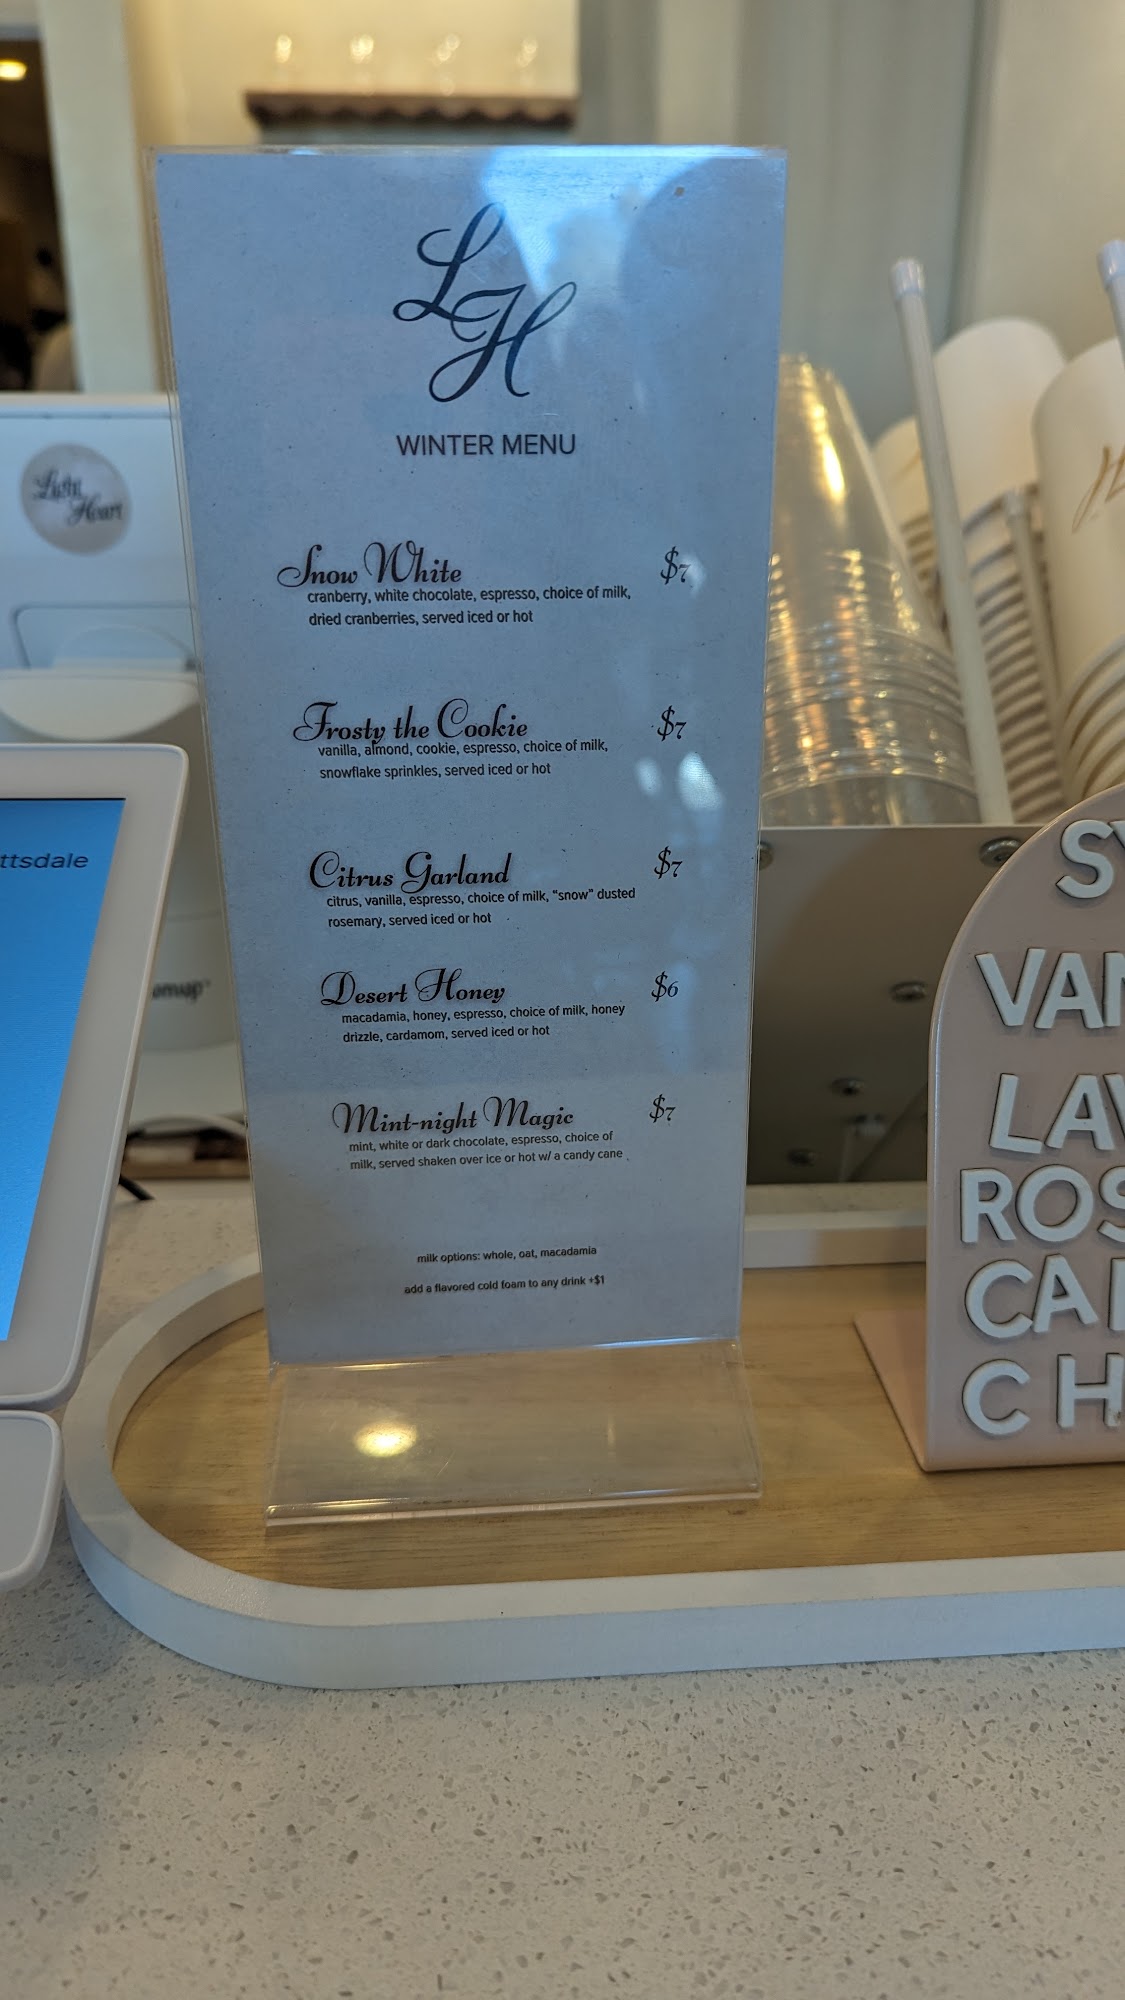 LH
WINTER MENU
Snow White $7
cranberry, white chocolate, espresso, choice of milk,
dried cranberries, served iced or hot
Frosty the Cookie $7
vanilla, almond, cookie, espresso, choice of milk,
snowflake sprinkles, served iced or hot
Citrus Garland $7
citrus, vanilla, espresso, choice of milk, "snow" dusted
rosemary, served iced or hot
Desert Honey $6
macadamia, honey, espresso, choice of milk, honey
drizzle, cardamom, served iced or hot
Mint-night Magic $7
mint, white or dark chocolate, espresso, choice of
milk, served shaken over ice or hot w/ a candy cane
milk options: whole, oat, macadamia
add a flavored cold foam to any drink +$1
Light
Heart
ttsdale
VAN
LAV
ROS
CA
CH